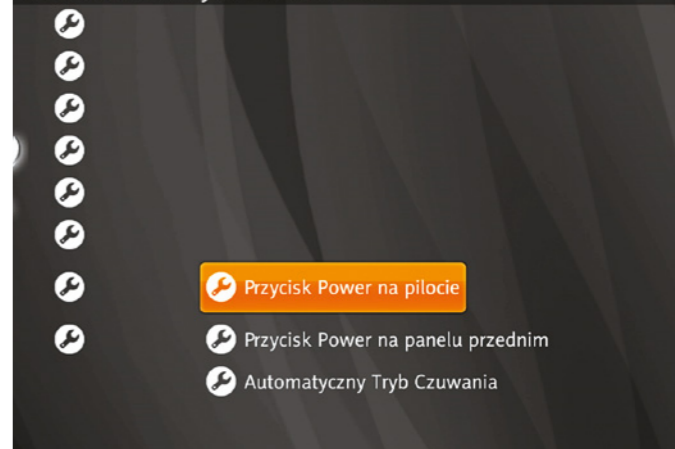 Przycisk Power na pilocie
Przycisk Power na panelu przednim
Automatyczny Tryb Czuwania